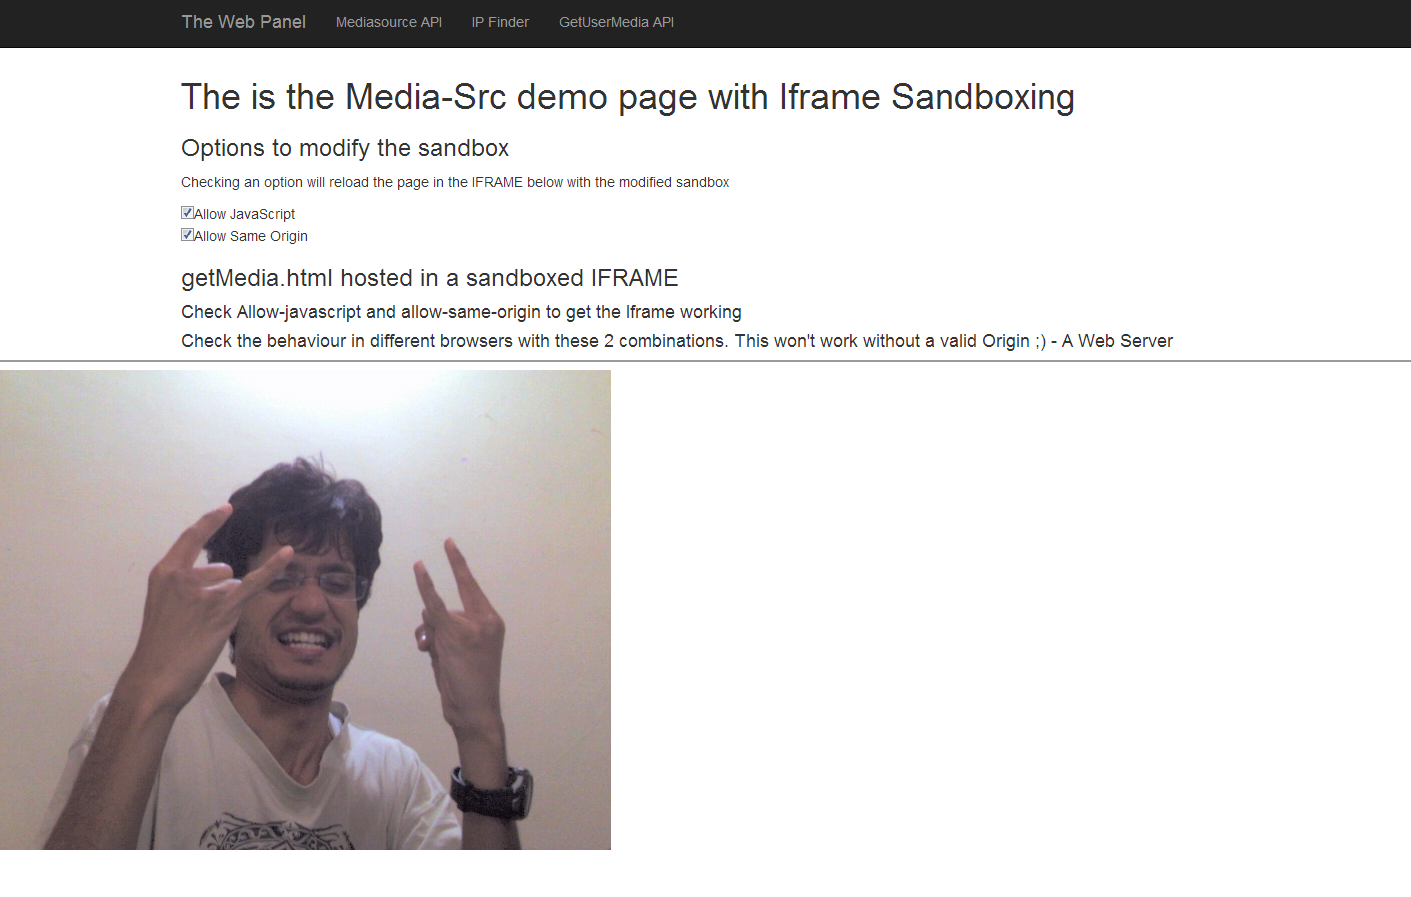 The Web Panel Mediasource API IP Finder GetUserMedia API
The is the Media-Src demo page with Iframe Sandboxing
Options to modify the sandbox
Checking an option will reload the page in the IFRAME below with the modified sandbox
Allow JavaScript
Allow Same Origin
getMedia.html hosted in a sandboxed IFRAME
Check Allow-javascript and allow-same-origin to get the Iframe working
Check the behaviour in different browsers with these 2 combinations. This won't work without a valid Origin ;) - A Web Server